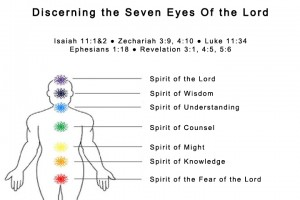 Discerning the Seven Eyes Of the Lord
Isaiah 11:1&2 ● Zechariah 3:9, 4:10 ● Luke 11:34
Ephesians 1:18 ● Revelation 3:1, 4:5, 5:6
Spirit of the Lord
Spirit of Wisdom
Spirit of Understanding
Spirit of Counsel
Spirit of Might
Spirit of Knowledge
Spirit of the Fear of the Lord